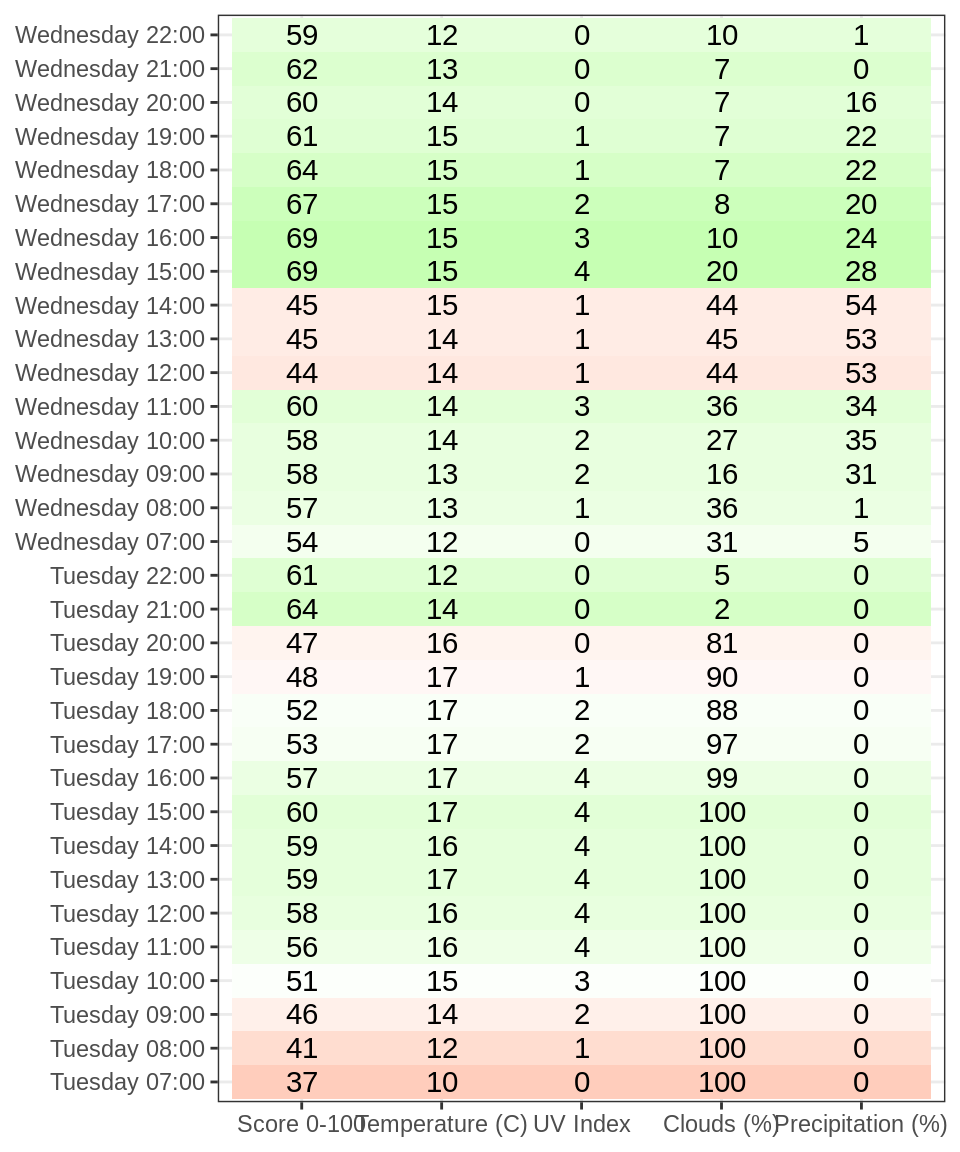 Wednesday 22:00 59 12 0 10 1
Wednesday 21:00 62 13 0 7 0
Wednesday 20:00 60 14 0 7 16
Wednesday 19:00 61 15 1 7 22
Wednesday 18:00 64 15 1 7 22
Wednesday 17:00 67 15 2 8 20
Wednesday 16:00 69 15 3 10 24
Wednesday 15:00 69 15 4 20 28
Wednesday 14:00 45 15 1 44 54
Wednesday 13:00 45 14 1 45 53
Wednesday 12:00 44 14 1 44 53
Wednesday 11:00 60 14 3 36 34
Wednesday 10:00 58 14 2 27 35
Wednesday 09:00 58 13 2 16 31
Wednesday 08:00 57 13 1 36 1
Wednesday 07:00 54 12 0 31 5
Tuesday 22:00 61 12 0 5 0
Tuesday 21:00 64 14 0 2 0
Tuesday 20:00 47 16 0 81 0
Tuesday 19:00 48 17 1 90 0
Tuesday 18:00 52 17 2 88 0
Tuesday 17:00 53 17 2 97 0
Tuesday 16:00 57 17 4 99 0
Tuesday 15:00 60 17 4 100 0
Tuesday 14:00 59 16 4 100 0
Tuesday 13:00 59 17 4 100 0
Tuesday 12:00 58 16 4 100 0
Tuesday 11:00 56 16 4 100 0
Tuesday 10:00 51 15 3 100 0
Tuesday 09:00 46 14 2 100 0
Tuesday 08:00 41 12 1 100 0
Tuesday 07:00 37 10 0 100 0
Score 0-100 Temperature (C) UV Index Clouds (%) Precipitation (%)